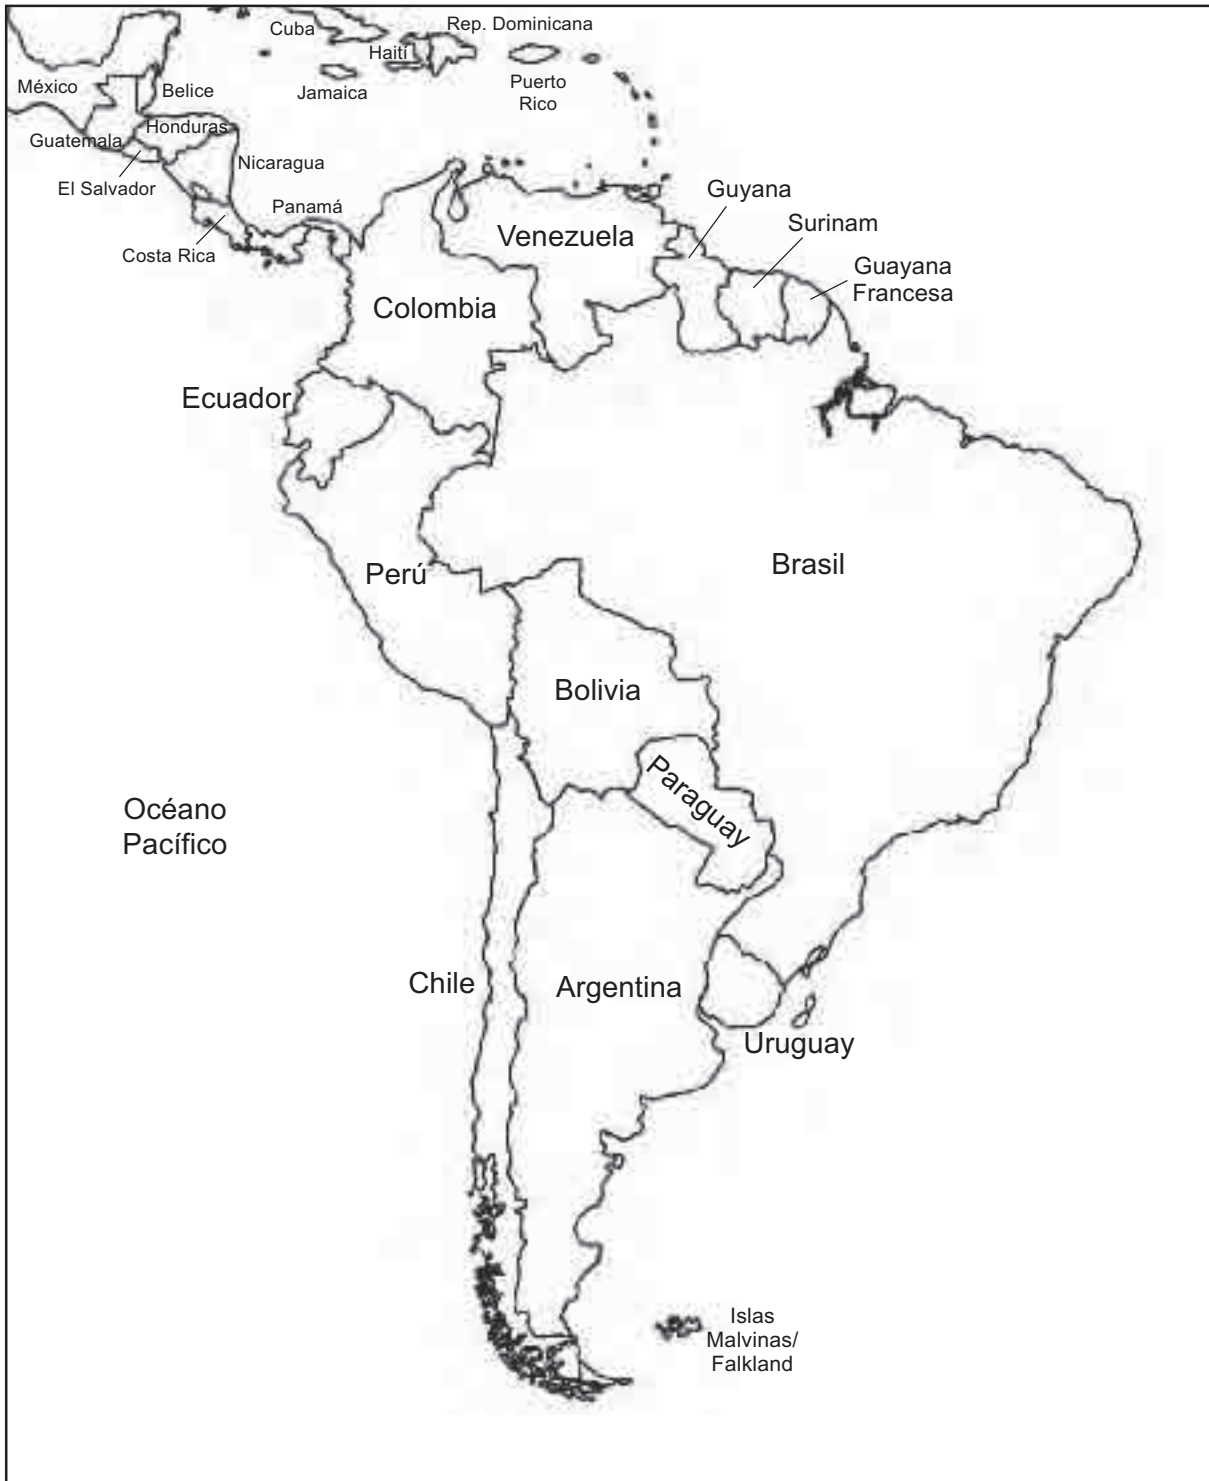 Cuba
Rep. Dominicana
Haití
México
Belice
Jamaica
Puerto
Rico
Honduras
Guatemala
Nicaragua
El Salvador
Panamá
Costa Rica
Guyana
Surinam
Venezuela
Guayana
Francesa
Colombia
Ecuador
Perú
Brasil
Bolivia
Paraguay
Océano
Pacífico
Chile
Argentina
Uruguay
Islas
Malvinas/
Falkland